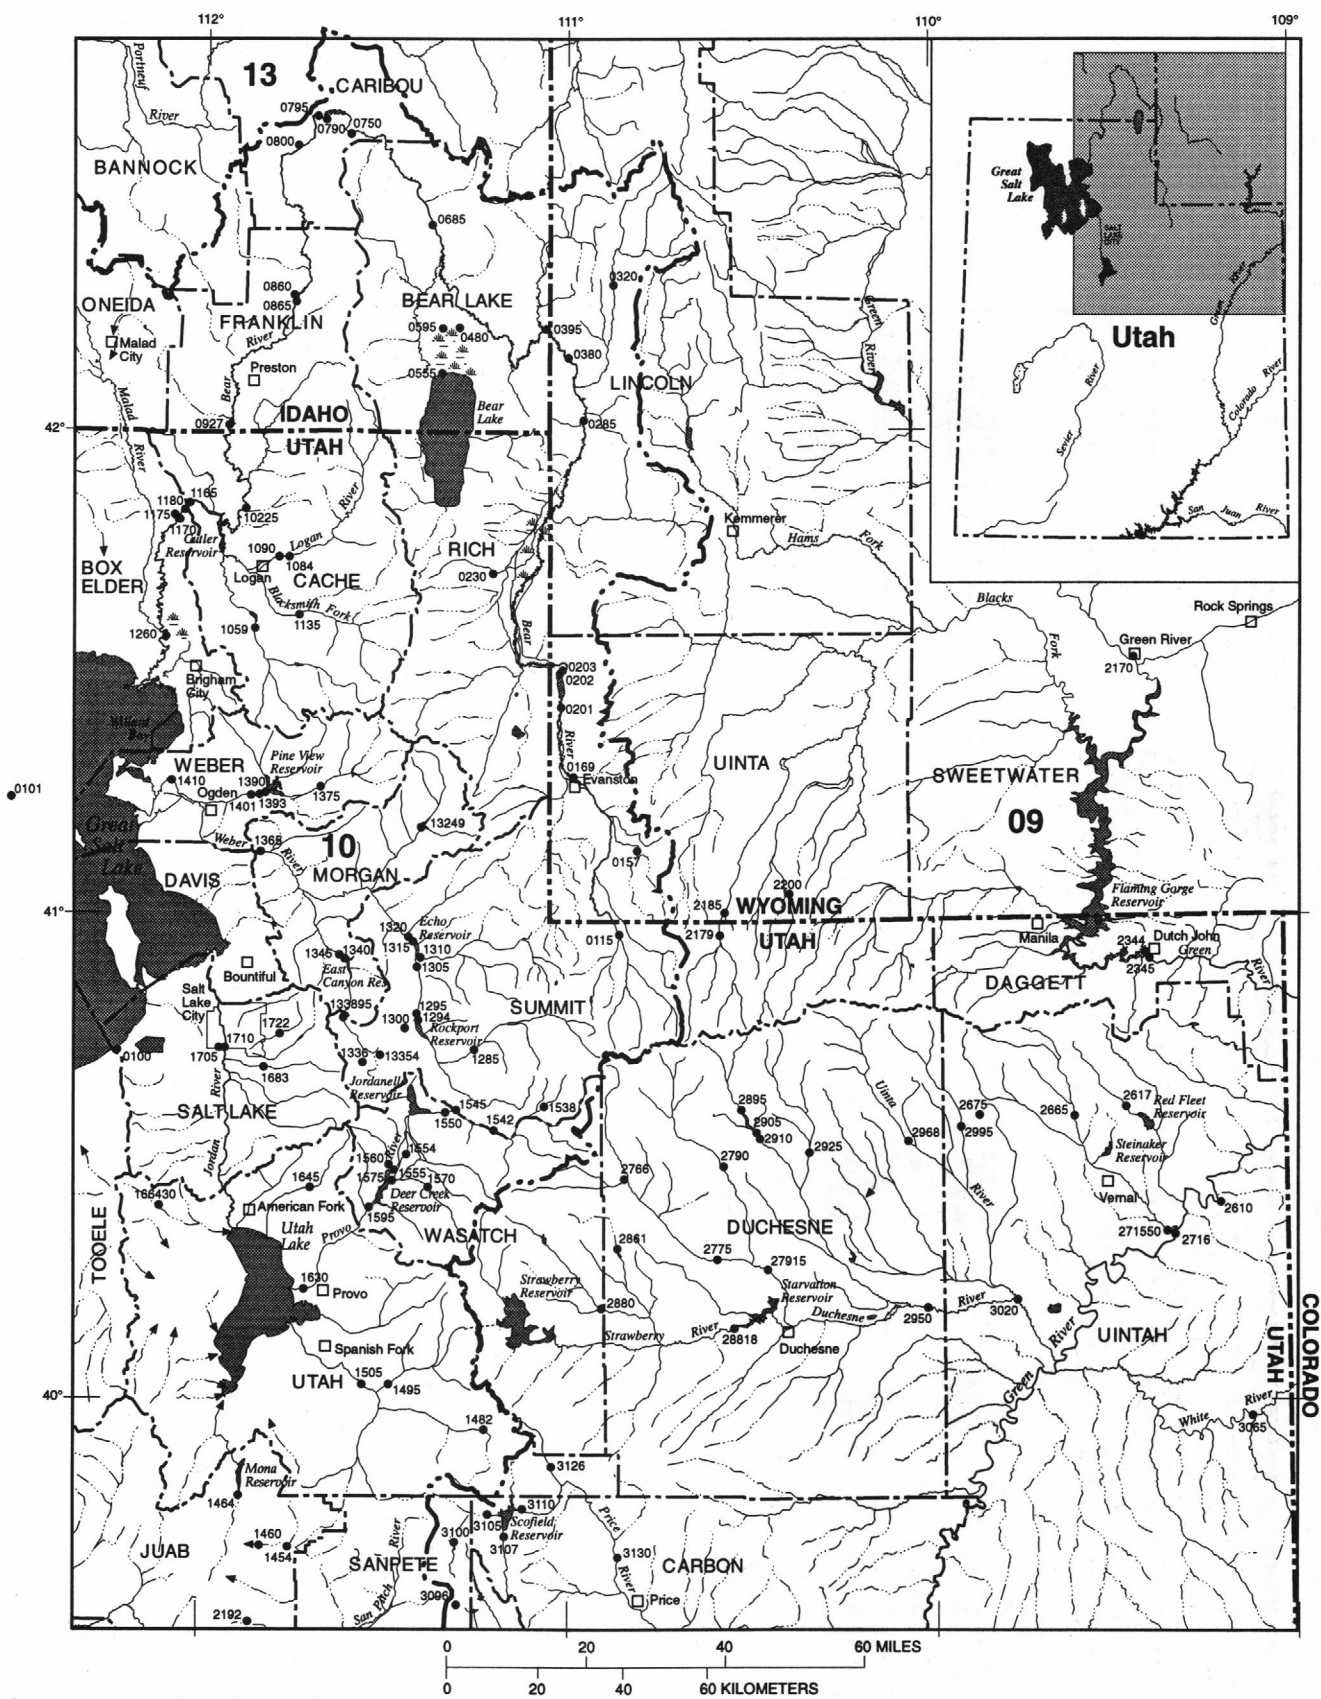 112°
111°
110°
109°
13
CARIBOU
Portneuf
River
0795
0790
0750
0800
BANNOCK
Great
Salt
Lake
SALT
LAKE
CITY
0685
ONEIDA
0860
0865
FRANKLIN
River
BEAR LAKE
0320
Green
River
Green
River
Malad
City
0595
0480
0395
Utah
Preston
0380
0555
LINCOLN
River
Colorado
River
Bear
Malad
River
IDAHO
Bear
Lake
0927
0285
42°
UTAH
Sevier
1180
1165
1175
1170
10225
River
Kemmerer
San
Juan
River
Cutler
Reservoir
Hams
Fork
1090
Logan
1084
RICH
BOX
ELDER
Logan
CACHE
0230
Blacksmith
Fork
1135
Blacks
Fork
Rock Springs
1260
1059
Bear
Green River
2170
Brigham
City
0203
0202
0201
Willard
Bay
River
WEBER
Pine View
Reservoir
UINTA
SWEETWATER
1410
1390
0169
Evanston
0101
Ogden
1401
1393
1375
Great
Salt
Lake
13249
09
Weber
1365
River
10
MORGAN
0157
DAVIS
2200
Flaming Gorge
Reservoir
41°
2185
WYOMING
1320
Echo
Reservoir
1315
1310
0115
2179
UTAH
Manila
2344
Dutch John
Green
River
1345
1340
1305
2345
Bountiful
East
Canyon Res
DAGGETT
Salt
Lake
City
133895
1295
1294
SUMMIT
1722
1300
Rockport
Reservoir
1710
1705
0100
1336
13354
1285
1683
River
Jordanelle
Reservoir
Uinta
2895
2675
2665
2617
Red Fleet
Reservoir
SALT LAKE
1545
1550
1538
1542
2905
2910
2968
2995
Jordan
River
1554
2925
Steinaker
Reservoir
1560
1575
1555
2790
1645
1570
2766
River
Vernal
166430
American Fork
Deer Creek
Reservoir
1595
2610
TOOELE
Utah
Lake
Provo
WASATCH
DUCHESNE
271550
2716
2861
2775
27915
1630
Provo
Strawberry
Reservoir
Starvation
Reservoir
2880
Duchesne
River
2950
3020
Strawberry
River
28818
River
COLORADO
UTAH
Spanish Fork
Duchesne
UINTAH
UTAH
1505
1495
40°
Green
1482
White
River
3065
3126
Mona
Reservoir
1464
3110
3105
Price
Scofield
Reservoir
1460
3100
River
3107
JUAB
1454
SANPETE
3130
CARBON
3096
River
San Pitch
Price
2192
0
20
40
60 MILES
0
20
40
60 KILOMETERS